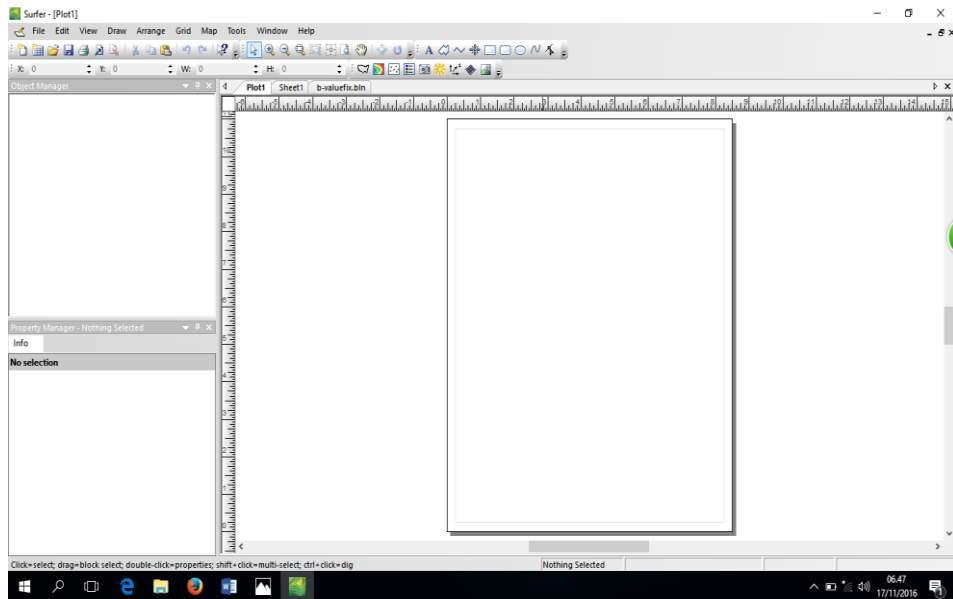 Surfer - [Plot1]
File Edit View Draw Arrange Grid Map Tools Window Help
X: 0 Y: 0 W: 0 H: 0
Object Manager
Plot1 Sheet1 b-valuefix.bln
Property Manager - Nothing Selected
Info
No selection
Click=select; drag=block select; double-click=properties; shift+click=multi-select; ctrl+click=dig
Nothing Selected
06.47
17/11/2016